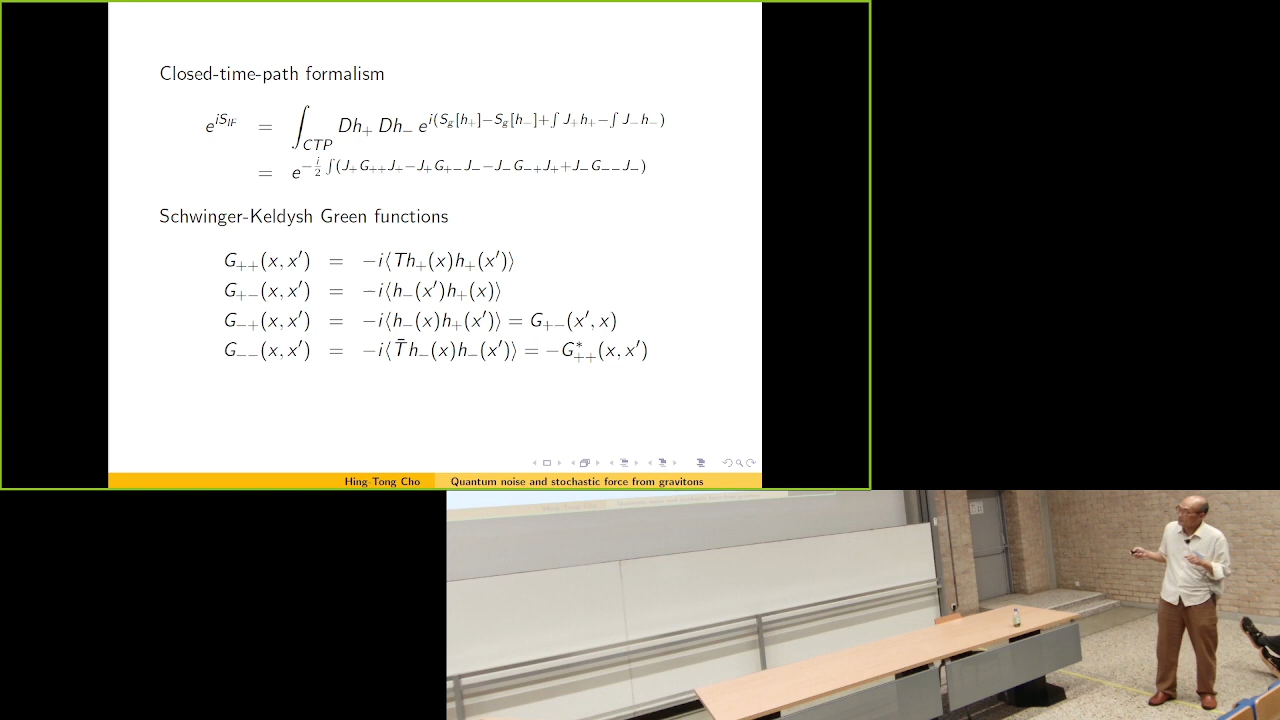 Closed-time-path formalism
e^{iS_{IF}} = ∫_{CTP} Dh_+ Dh_- e^{i(S_g[h_+]-S_g[h_-]+∫J_+h_+-∫J_-h_-)}
= e^{-\frac{i}{2}∫(J_+G_{++}J_+-J_+G_{+-}J_--J_-G_{-+}J_++J_-G_{--}J_-)}
Schwinger-Keldysh Green functions
G_{++}(x, x′) = −i⟨Th_+(x)h_+(x′)⟩
G_{+-}(x, x′) = −i⟨h_-(x′)h_+(x)⟩
G_{-+}(x, x′) = −i⟨h_-(x)h_+(x′)⟩ = G_{+-}(x′, x)
G_{--}(x, x′) = −i⟨T̄h_-(x)h_-(x′)⟩ = −G*_{++}(x, x′)
Hing-Tong Cho Quantum noise and stochastic force from gravitons